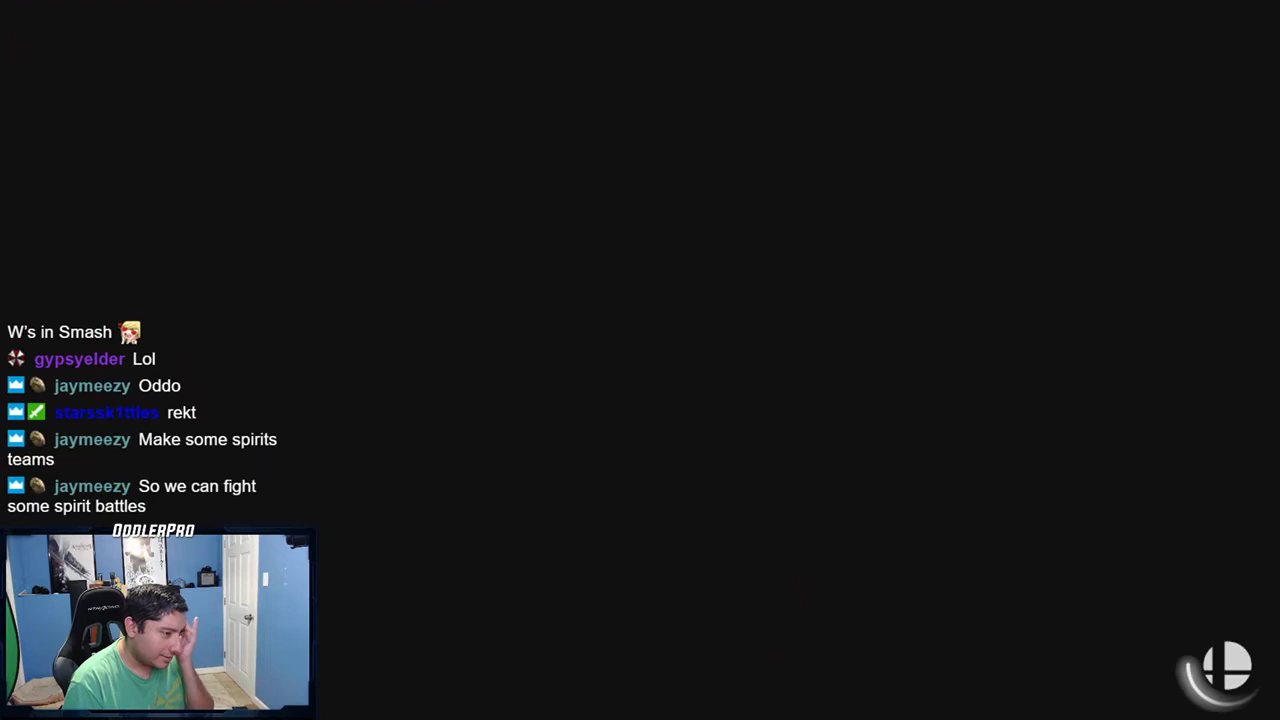 W's in Smash
gypsyelder Lol
jaymeezy Oddo
starssk1ttles rekt
jaymeezy Make some spirits
teams
jaymeezy So we can fight
some spirit battles
ODDLERPRO